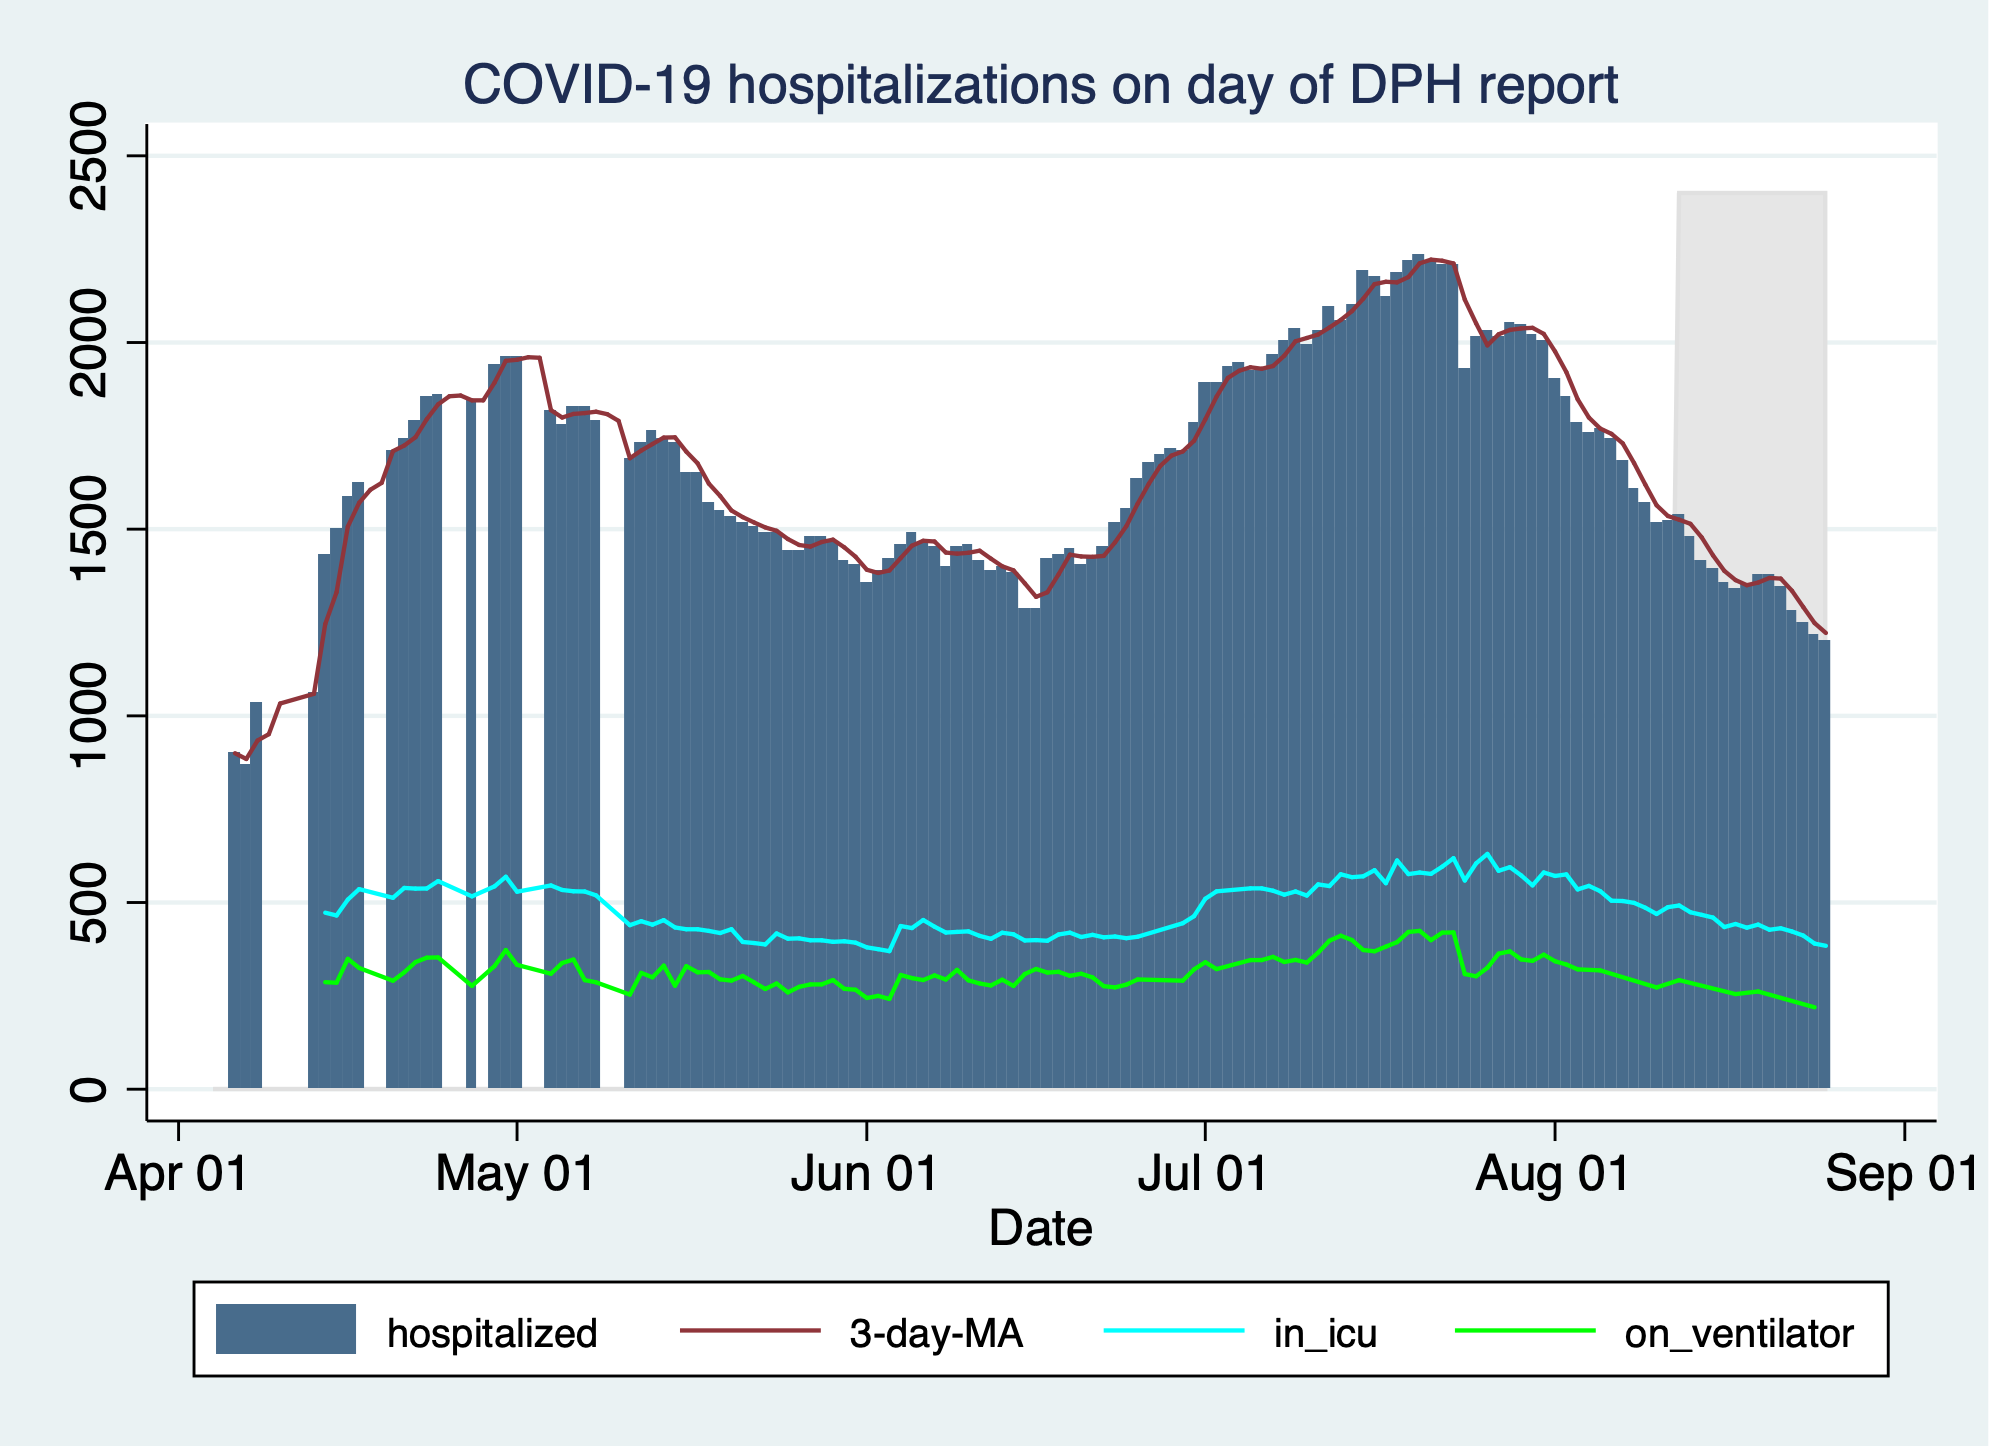 COVID-19 hospitalizations on day of DPH report
2500
2000
1500
1000
500
0
Apr 01 May 01 Jun 01 Jul 01 Aug 01 Sep 01
Date
hospitalized 3-day-MA in_icu on_ventilator